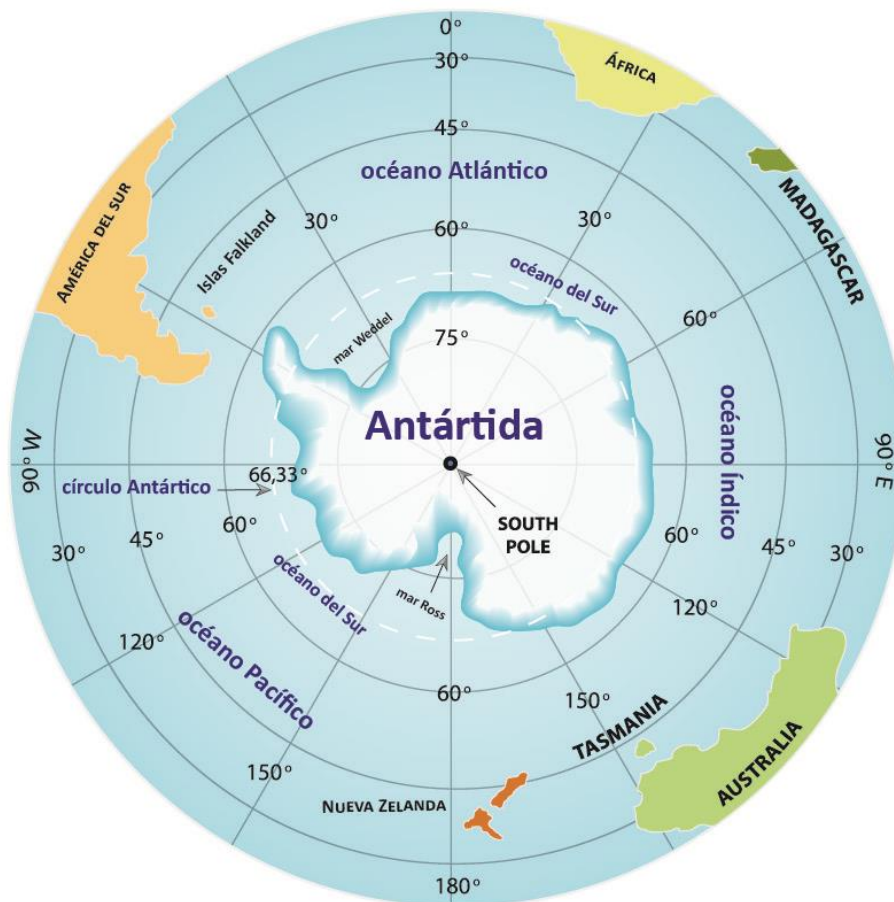 0°
30°
ÁFRICA
45°
MADAGASCAR
océano Atlántico
AMÉRICA DEL SUR
Islas Falkland
30°
30°
60°
océano del Sur
60°
mar Weddel
75°
Antártida
océano Índico
90° W
66,33°
90° E
círculo Antártico
SOUTH
POLE
60°
60°
45°
30°
45°
30°
océano del Sur
mar Ross
120°
120°
océano Pacífico
60°
150°
TASMANIA
AUSTRALIA
150°
NUEVA ZELANDA
180°